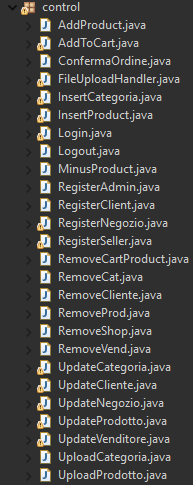 control
AddProduct.java
AddToCart.java
ConfermaOrdine.java
FileUploadHandler.java
InsertCategoria.java
InsertProduct.java
Login.java
Logout.java
MinusProduct.java
RegisterAdmin.java
RegisterClient.java
RegisterNegozio.java
RegisterSeller.java
RemoveCartProduct.java
RemoveCat.java
RemoveCliente.java
RemoveProd.java
RemoveShop.java
RemoveVend.java
UpdateCategoria.java
UpdateCliente.java
UpdateNegozio.java
UpdateProdotto.java
UpdateVenditore.java
UploadCategoria.java
UploadProdotto.java